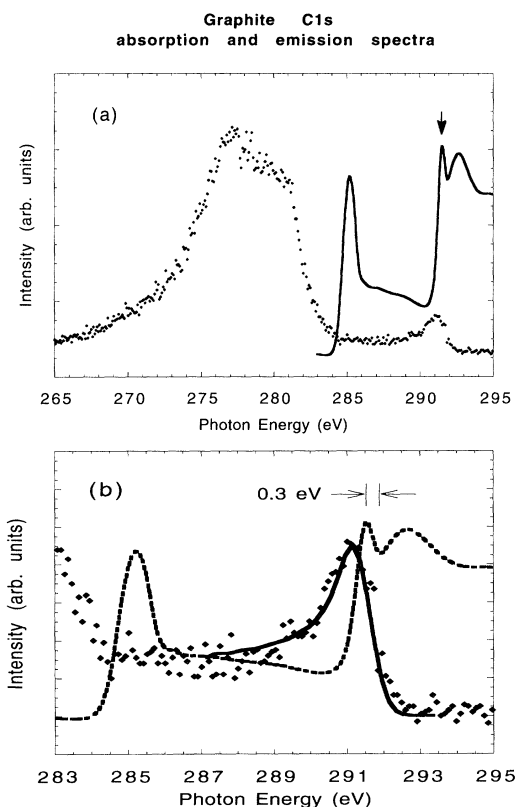 Graphite C1s
absorption and emission spectra
(a)
Intensity (arb. units)
265 270 275 280 285 290 295
Photon Energy (eV)
(b)
0.3 eV
Intensity (arb. units)
283 285 287 289 291 293 295
Photon Energy (eV)